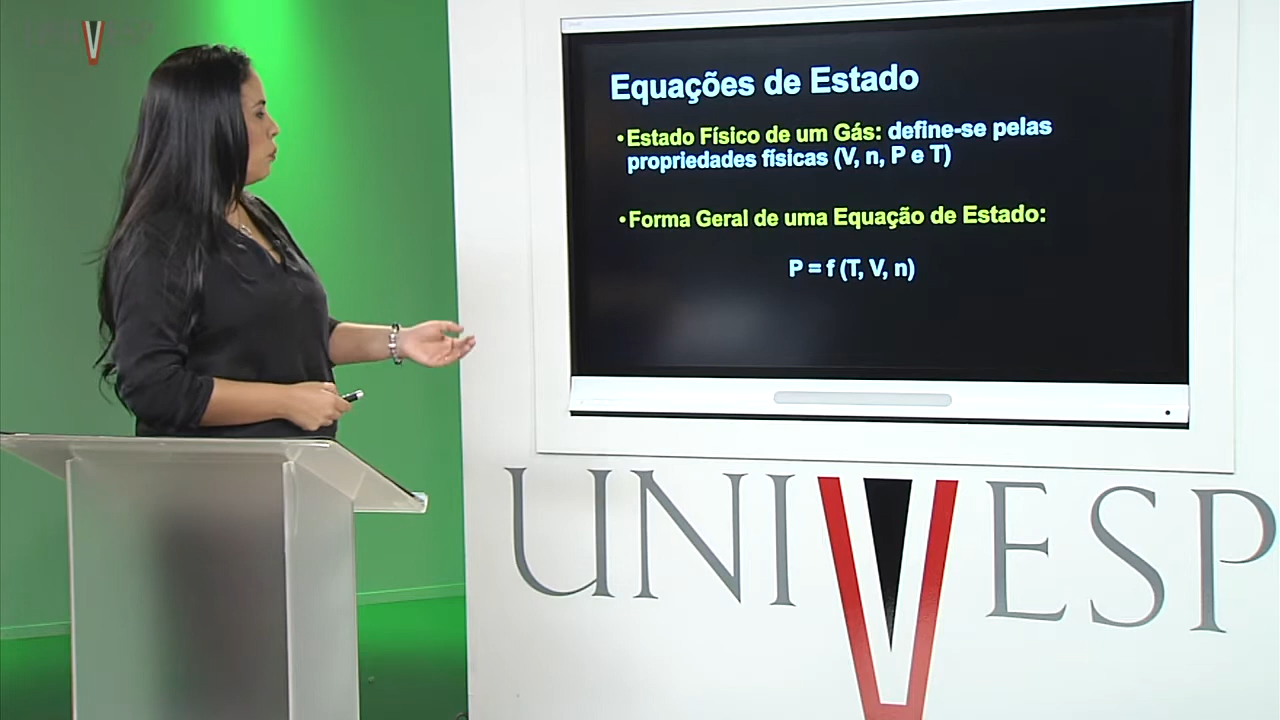 Equações de Estado
•Estado Físico de um Gás: define-se pelas
propriedades físicas (V, n, P e T)
•Forma Geral de uma Equação de Estado:
P = f (T, V, n)
UNIVESP